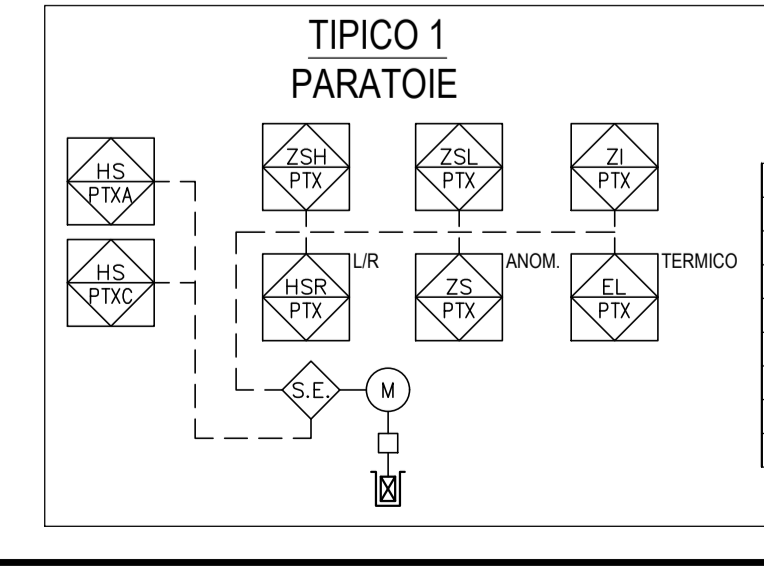 TIPICO 1
PARATOIE
HS
PTXA
ZSH
PTX
ZSL
PTX
ZI
PTX
HS
PTXC
HSR
PTX
L/R
ZS
PTX
ANOM.
EL
PTX
TERMICO
S.E.
M